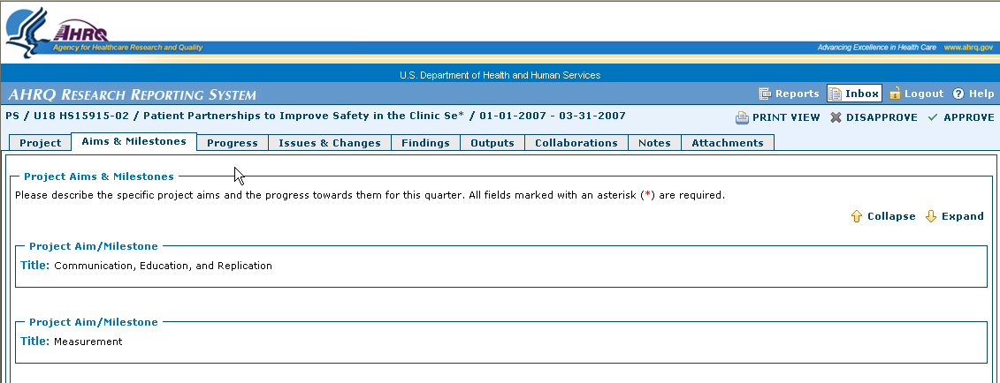 AHRQ
Agency for Healthcare Research and Quality
Advancing Excellence in Health Care www.ahrq.gov
U.S. Department of Health and Human Services
AHRQ RESEARCH REPORTING SYSTEM
Reports Inbox Logout Help
PS / U18 HS15915-02 / Patient Partnerships to Improve Safety in the Clinic Se* / 01-01-2007 - 03-31-2007
PRINT VIEW DISAPPROVE APPROVE
Project Aims & Milestones Progress Issues & Changes Findings Outputs Collaborations Notes Attachments
Project Aims & Milestones
Please describe the specific project aims and the progress towards them for this quarter. All fields marked with an asterisk (*) are required.
Collapse Expand
Project Aim/Milestone
Title: Communication, Education, and Replication
Project Aim/Milestone
Title: Measurement